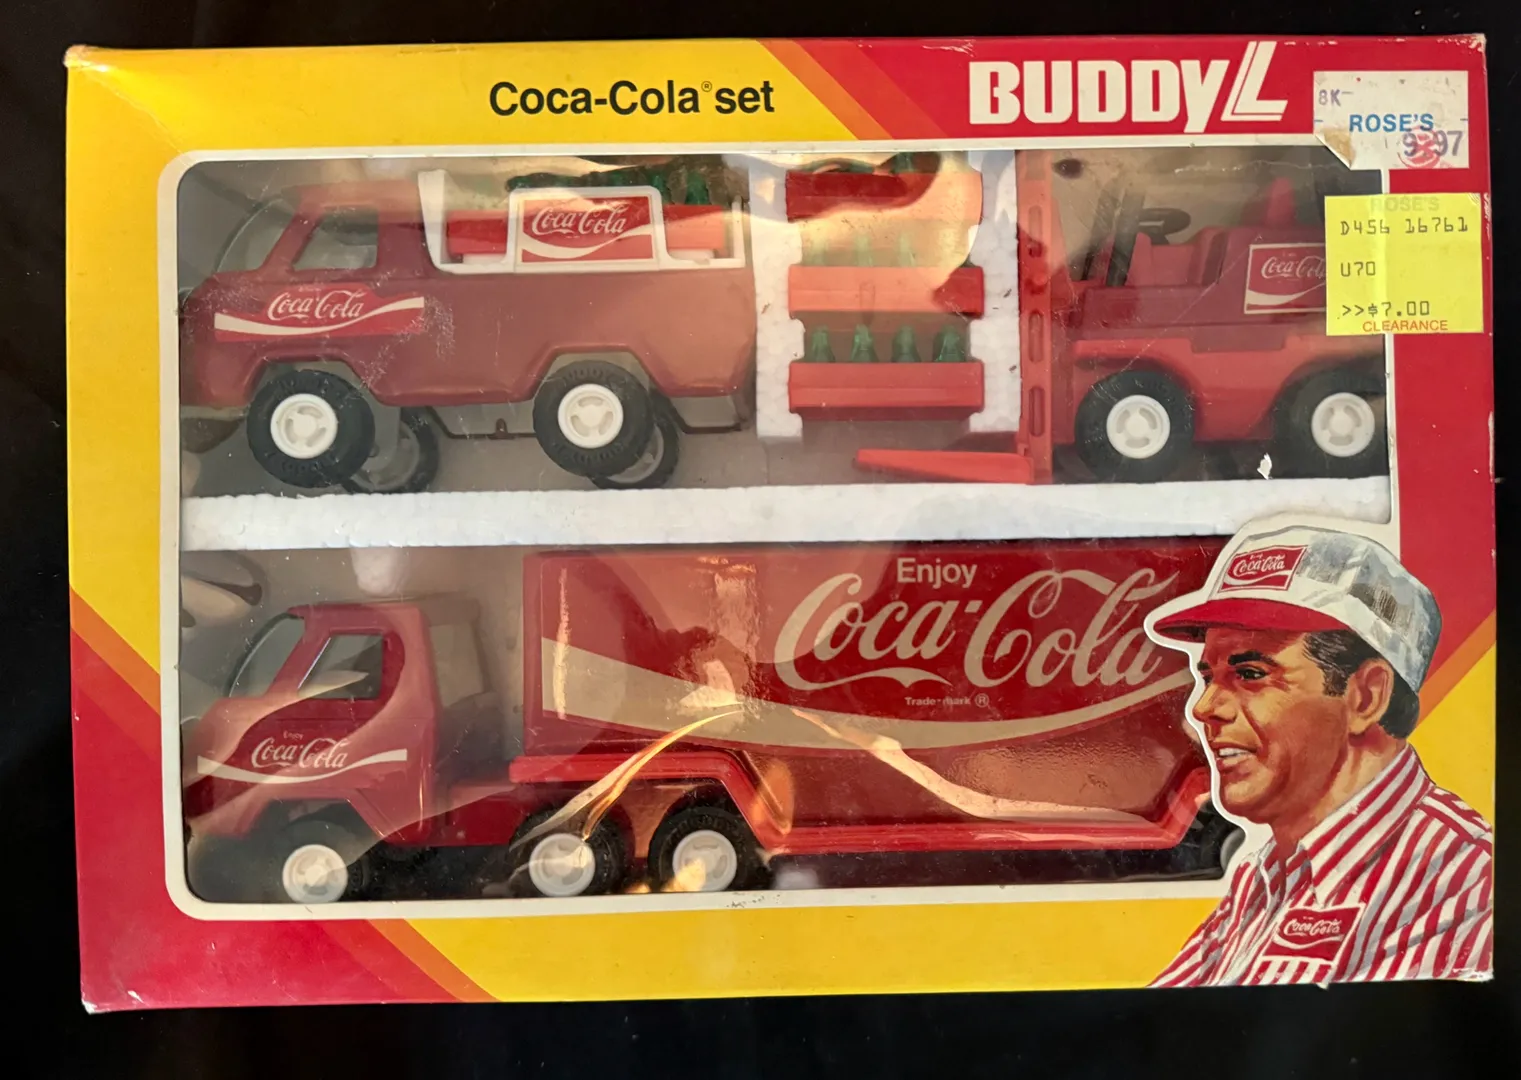 Coca-Cola® set
BUDDY L
8K
ROSE'S
9.97
ROSE'S
D456 16761
U70
>>$7.00
CLEARANCE
Coca-Cola
Coca-Cola
Coca-Cola
Enjoy
Coca-Cola
Trade-mark ®
Enjoy
Coca-Cola
Coca-Cola
Coca-Cola